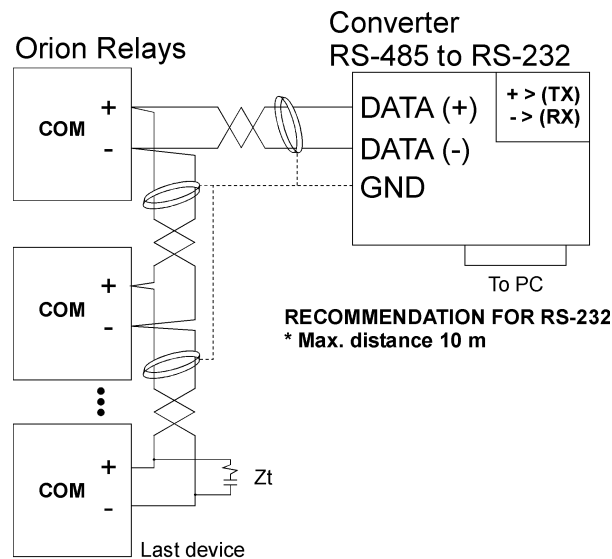 Converter
RS-485 to RS-232
Orion Relays
COM
+
-
DATA (+)
DATA (-)
GND
+ > (TX)
- > (RX)
To PC
RECOMMENDATION FOR RS-232
* Max. distance 10 m
COM
+
-
COM
+
-
Zt
Last device